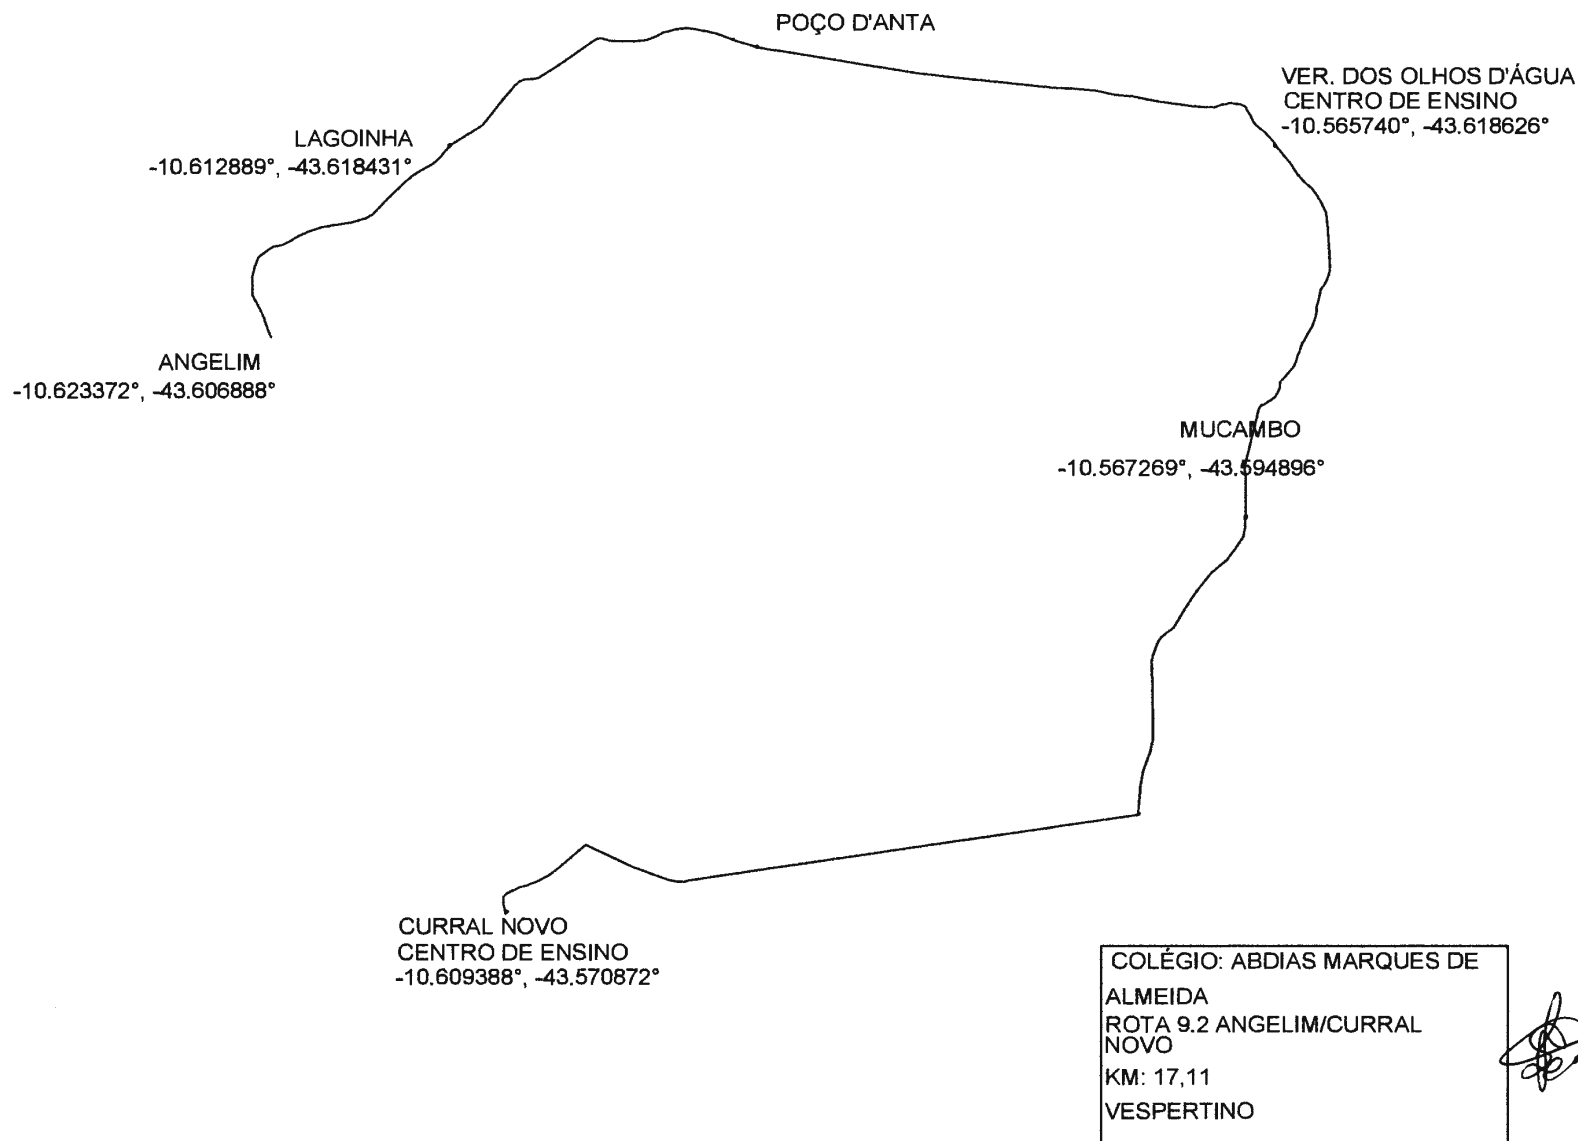 POÇO D'ANTA
VER. DOS OLHOS D'ÁGUA
CENTRO DE ENSINO
-10.565740°, -43.618626°
LAGOINHA
-10.612889°, -43.618431°
ANGELIM
-10.623372°, -43.606888°
MUCAMBO
-10.567269°, -43.594896°
CURRAL NOVO
CENTRO DE ENSINO
-10.609388°, -43.570872°
COLÉGIO: ABDIAS MARQUES DE
ALMEIDA
ROTA 9.2 ANGELIM/CURRAL
NOVO
KM: 17,11
VESPERTINO